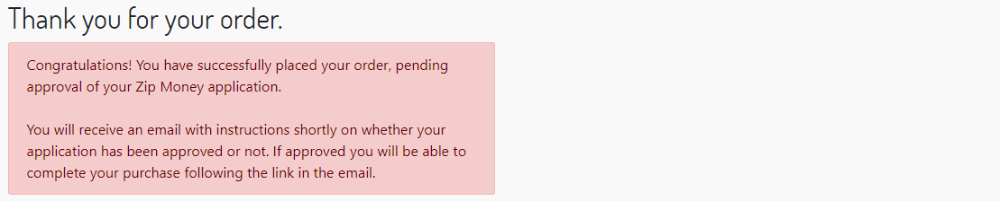 Thank you for your order.
Congratulations! You have successfully placed your order, pending
approval of your Zip Money application.
You will receive an email with instructions shortly on whether your
application has been approved or not. If approved you will be able to
complete your purchase following the link in the email.